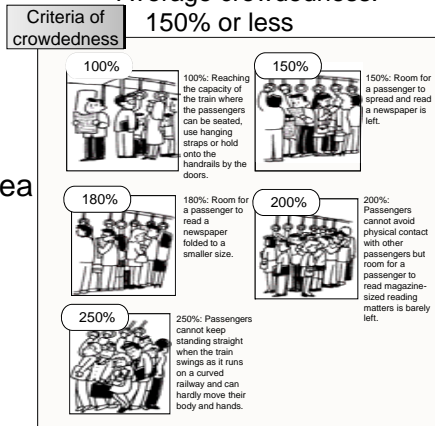 Criteria of
crowdedness
150% or less
100%
100%: Reaching
the capacity of
the train where
the passengers
can be seated,
use hanging
straps or hold
onto the
handrails by the
doors.
150%
150%: Room for
a passenger to
spread and read
a newspaper is
left.
ea
180%
180%: Room for
a passenger to
read a
newspaper
folded to a
smaller size.
200%
200%:
Passengers
cannot avoid
physical contact
with other
passengers but
room for a
passenger to
read magazine-
sized reading
matters is barely
left.
250%
250%: Passengers
cannot keep
standing straight
when the train
swings as it runs
on a curved
railway and can
hardly move their
body and hands.